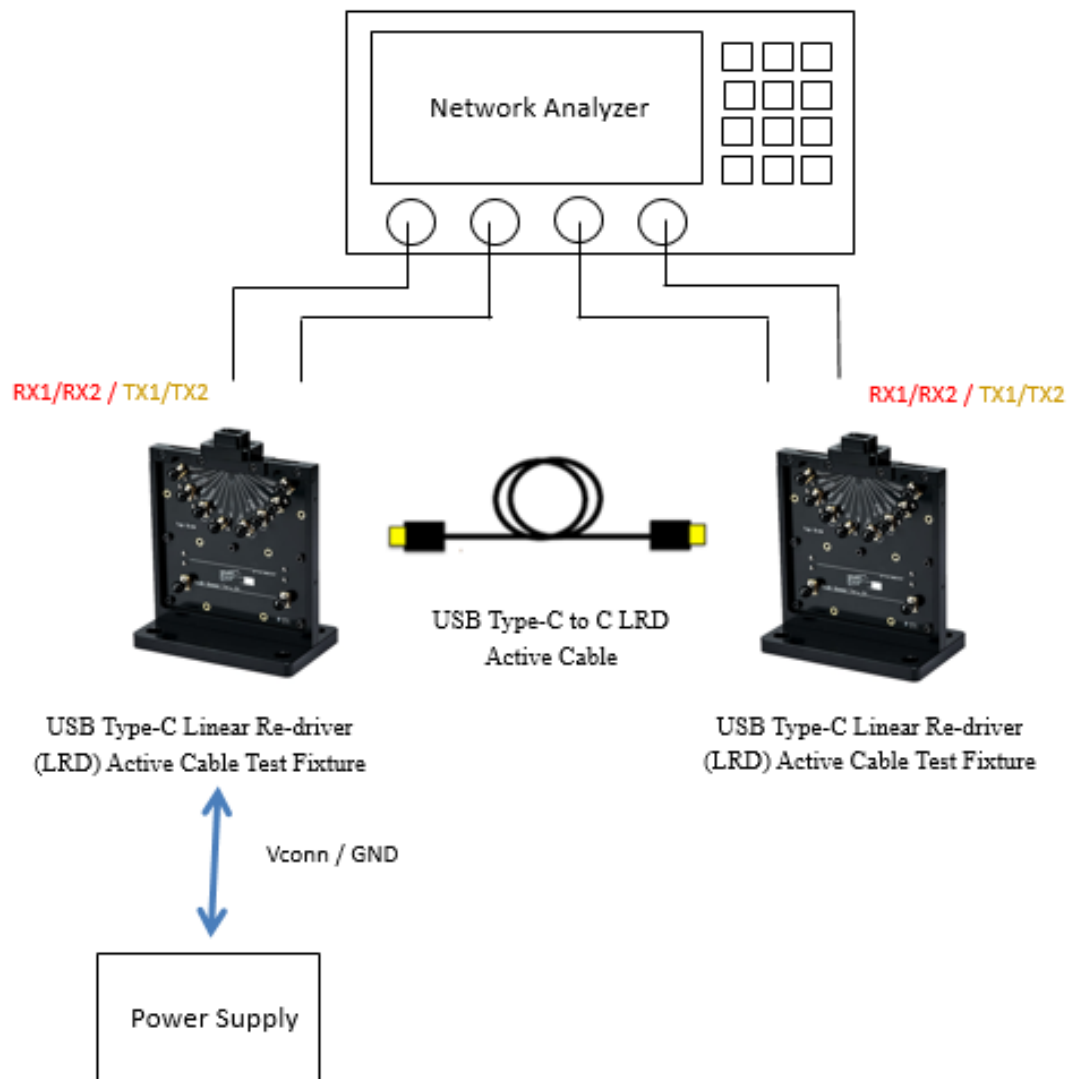 Network Analyzer
RX1/RX2 / TX1/TX2
RX1/RX2 / TX1/TX2
USB Type-C to C LRD
Active Cable
USB Type-C Linear Re-driver
(LRD) Active Cable Test Fixture
USB Type-C Linear Re-driver
(LRD) Active Cable Test Fixture
Vconn / GND
Power Supply